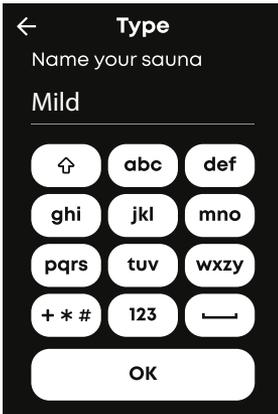 Type
Name your sauna
Mild
abc def
ghi jkl mno
pqrs tuv wxzy
+ * # 123
OK